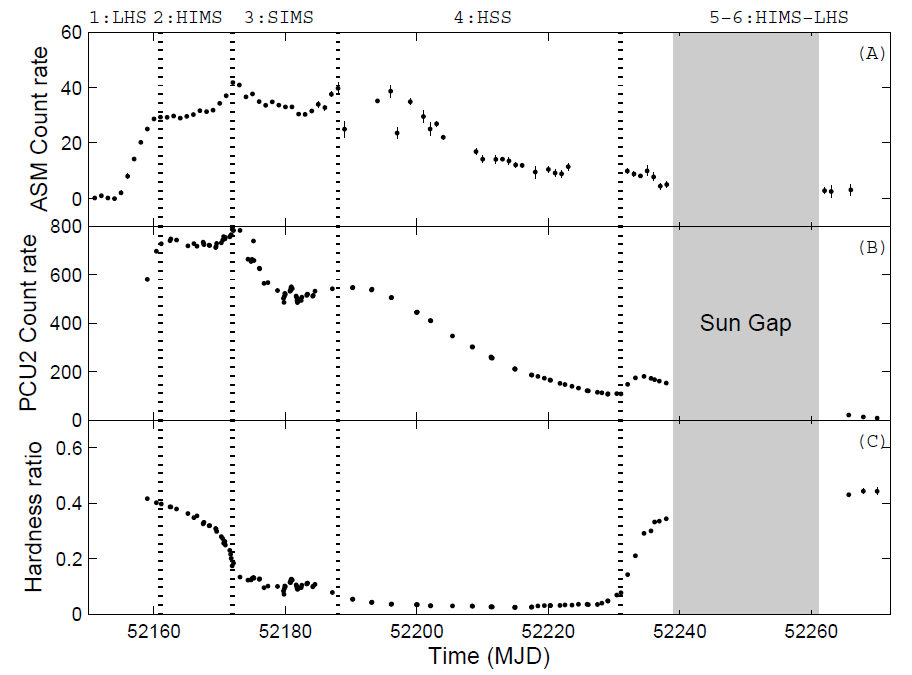 1:LHS 2:HIMS 3:SIMS 4:HSS 5-6:HIMS-LHS
60
40
20
0
ASM Count rate
(A)
800
600
400
200
0
PCU2 Count rate
(B)
Sun Gap
0.6
0.4
0.2
0
Hardness ratio
(C)
52160 52180 52200 52220 52240 52260
Time (MJD)